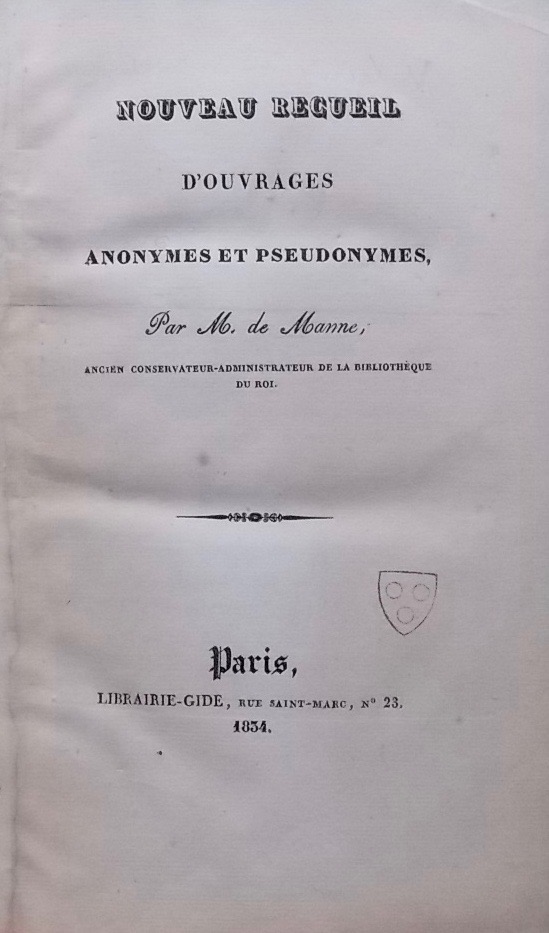 NOUVEAU RECUEIL
D'OUVRAGES
ANONYMES ET PSEUDONYMES,
Par M. de Manne,
ANCIEN CONSERVATEUR-ADMINISTRATEUR DE LA BIBLIOTHÈQUE
DU ROI.
Paris,
LIBRAIRIE-GIDE, RUE SAINT-MARC, N° 23.
1834.